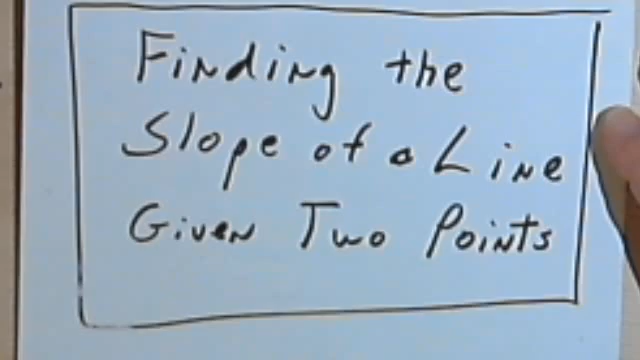 Finding the
Slope of a Line
Given Two Points